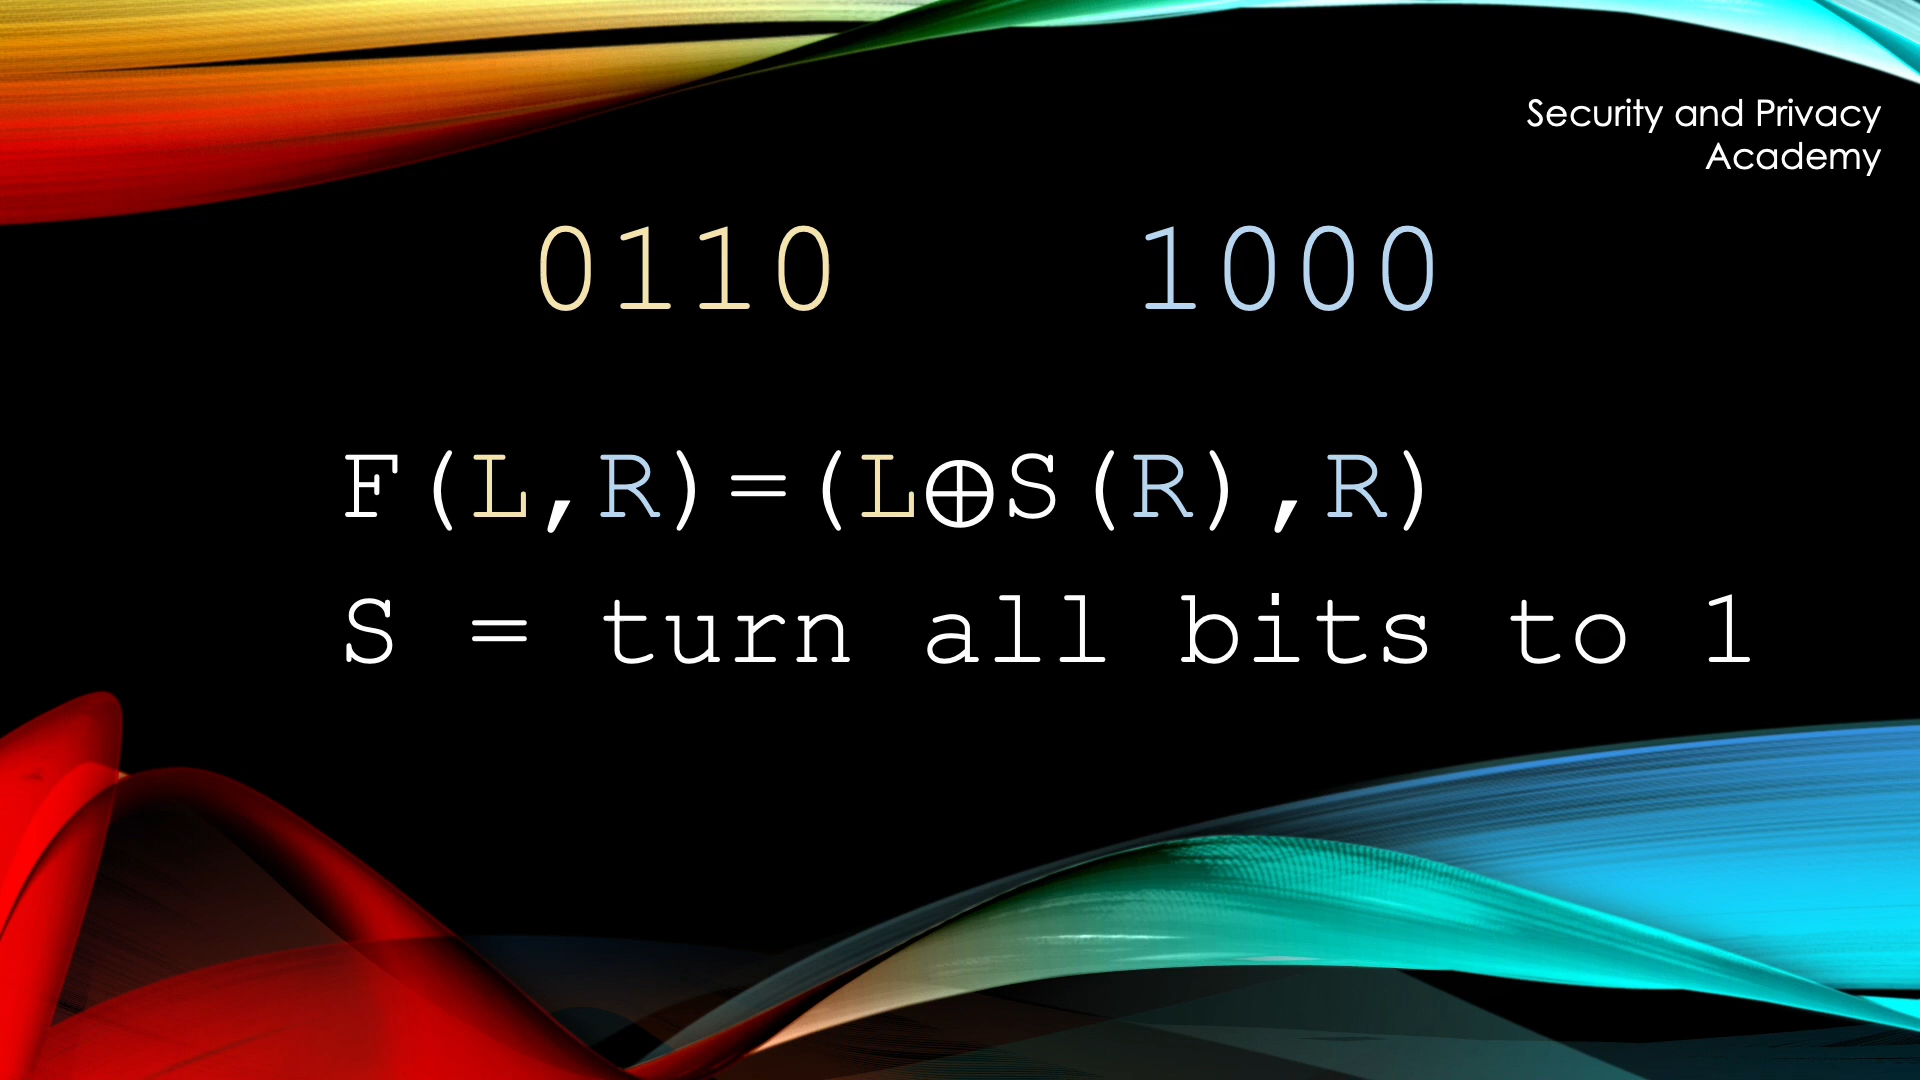 Security and Privacy
Academy
0110 1000
F(L,R)=(L⊕S(R),R)
S = turn all bits to 1